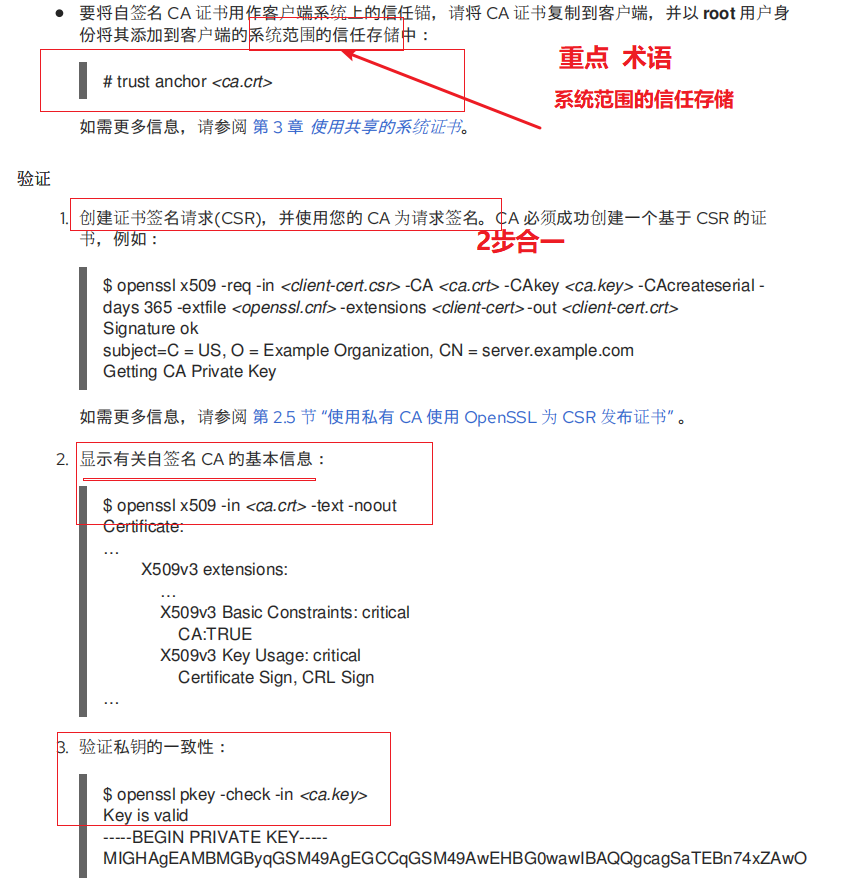 ● 要将自签名 CA 证书用作客户端系统上的信任锚，请将 CA 证书复制到客户端，并以 root 用户身
份将其添加到客户端的系统范围的信任存储中：
重点 术语
# trust anchor <ca.crt>
系统范围的信任存储
如需更多信息，请参阅 第 3 章 使用共享的系统证书。
验证
1. 创建证书签名请求(CSR)，并使用您的 CA 为请求签名。CA 必须成功创建一个基于 CSR 的证
书，例如：
2步合一
$ openssl x509 -req -in <client-cert.csr> -CA <ca.crt> -CAkey <ca.key> -CAcreateserial -
days 365 -extfile <openssl.cnf> -extensions <client-cert> -out <client-cert.crt>
Signature ok
subject=C = US, O = Example Organization, CN = server.example.com
Getting CA Private Key
如需更多信息，请参阅 第 2.5 节 “使用私有 CA 使用 OpenSSL 为 CSR 发布证书” 。
2. 显示有关自签名 CA 的基本信息：
$ openssl x509 -in <ca.crt> -text -noout
Certificate:
…
X509v3 extensions:
…
X509v3 Basic Constraints: critical
CA:TRUE
X509v3 Key Usage: critical
Certificate Sign, CRL Sign
…
3. 验证私钥的一致性：
$ openssl pkey -check -in <ca.key>
Key is valid
-----BEGIN PRIVATE KEY-----
MIGHAgEAMBMGByqGSM49AgEGCCqGSM49AwEHBG0wawIBAQQgcagSaTEBn74xZAwO